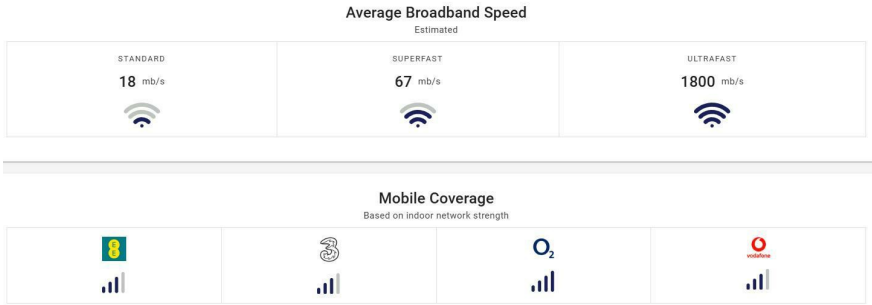 Average Broadband Speed
Estimated
STANDARD
18 mb/s
SUPERFAST
67 mb/s
ULTRAFAST
1800 mb/s
Mobile Coverage
Based on indoor network strength
EE
3
O2
vodafone